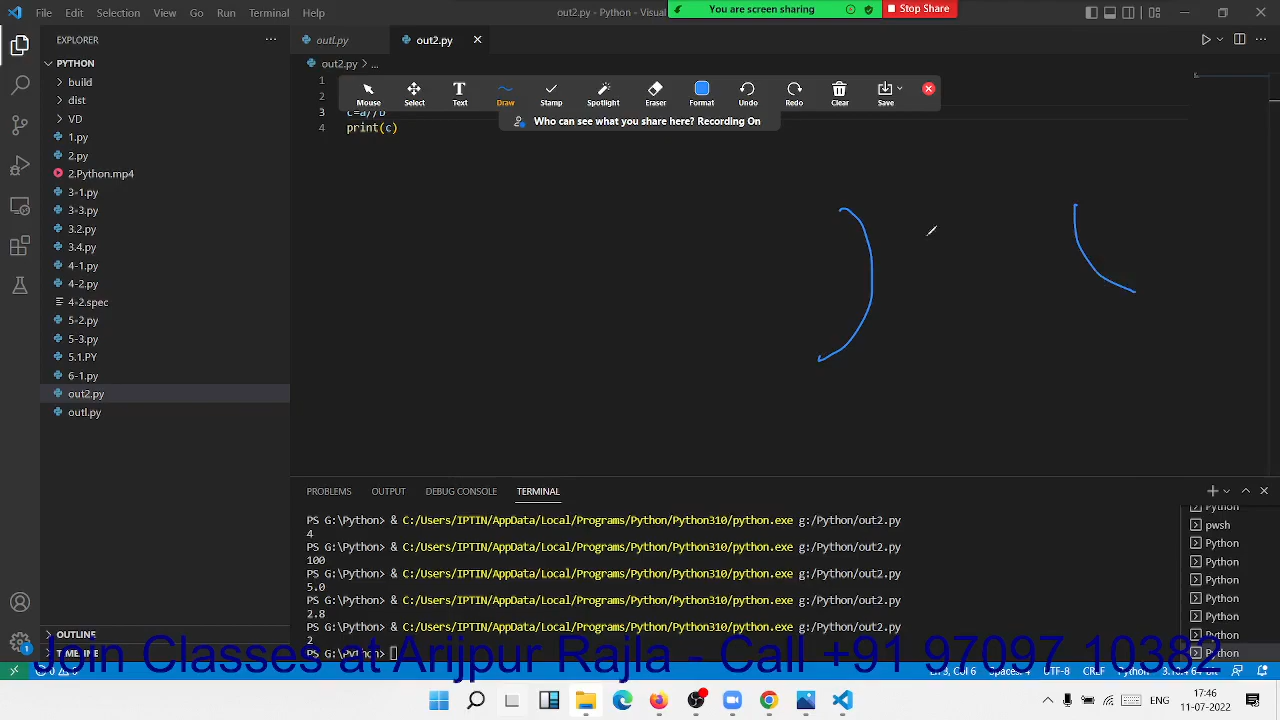 File Edit Selection View Go Run Terminal Help
out2.py - Python - Visual
You are screen sharing
Stop Share
EXPLORER
outl.py
out2.py
PYTHON
out2.py > ...
build
dist
VD
1.py
2.py
2.Python.mp4
3-1.py
3-3.py
3.2.py
3.4.py
4-1.py
4-2.py
4-2.spec
5-2.py
5-3.py
5.1.PY
6-1.py
out2.py
outl.py
1
2
3 c=a//b
4 print(c)
Mouse Select Text Draw Stamp Spotlight Eraser Format Undo Redo Clear Save
Who can see what you share here? Recording On
PROBLEMS OUTPUT DEBUG CONSOLE TERMINAL
PS G:\Python> & C:/Users/IPTIN/AppData/Local/Programs/Python/Python310/python.exe g:/Python/out2.py
4
PS G:\Python> & C:/Users/IPTIN/AppData/Local/Programs/Python/Python310/python.exe g:/Python/out2.py
100
PS G:\Python> & C:/Users/IPTIN/AppData/Local/Programs/Python/Python310/python.exe g:/Python/out2.py
5.0
PS G:\Python> & C:/Users/IPTIN/AppData/Local/Programs/Python/Python310/python.exe g:/Python/out2.py
2.8
PS G:\Python> & C:/Users/IPTIN/AppData/Local/Programs/Python/Python310/python.exe g:/Python/out2.py
2
PS G:\Python>
Python
pwsh
Python
Python
Python
Python
Python
Python
Python
OUTLINE
Join Classes at Arijpur Rajla - Call +91 97097 10382
Python
ENG
17:46
11-07-2022
1